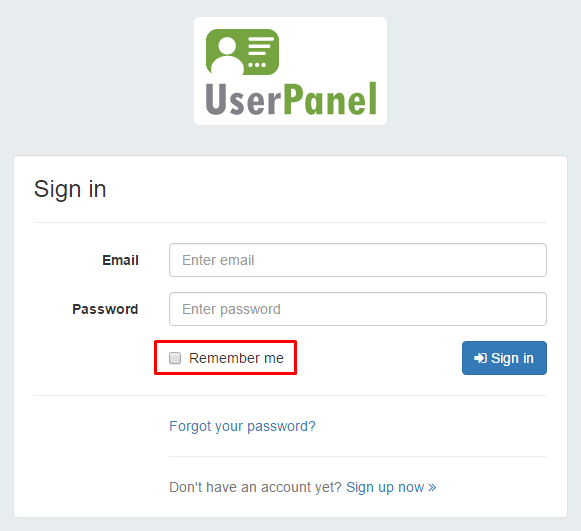 UserPanel
Sign in
Email
Enter email
Password
Enter password
Remember me
Sign in
Forgot your password?
Don't have an account yet? Sign up now »